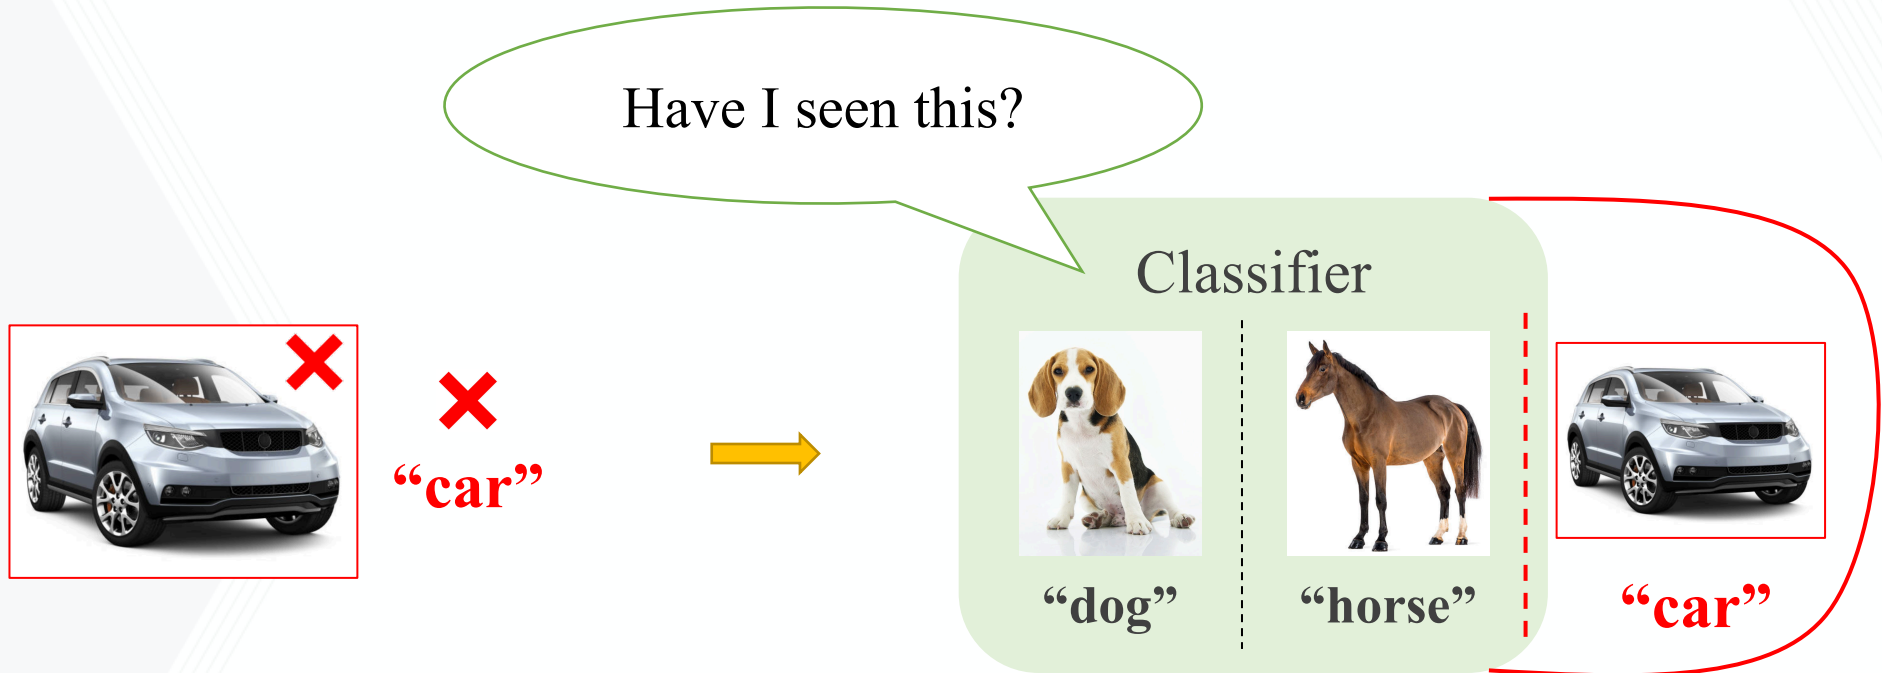 Have I seen this?
Classifier
“car”
“dog”
“horse”
“car”